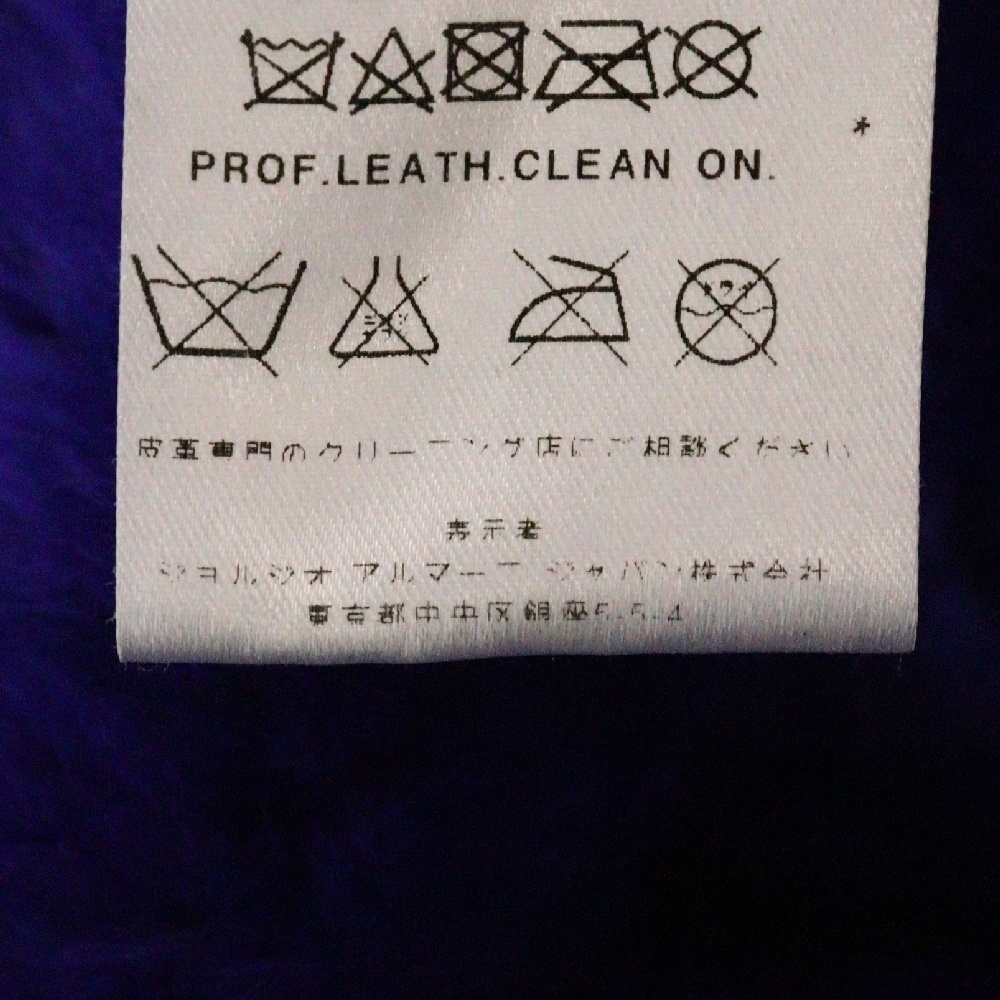 PROF.LEATH.CLEAN ON.
皮革専門のクリーニング店にご相談ください
表示者
ジョルジオ アルマーニ ジャパン株式会社
東京都中央区銀座5-5-4